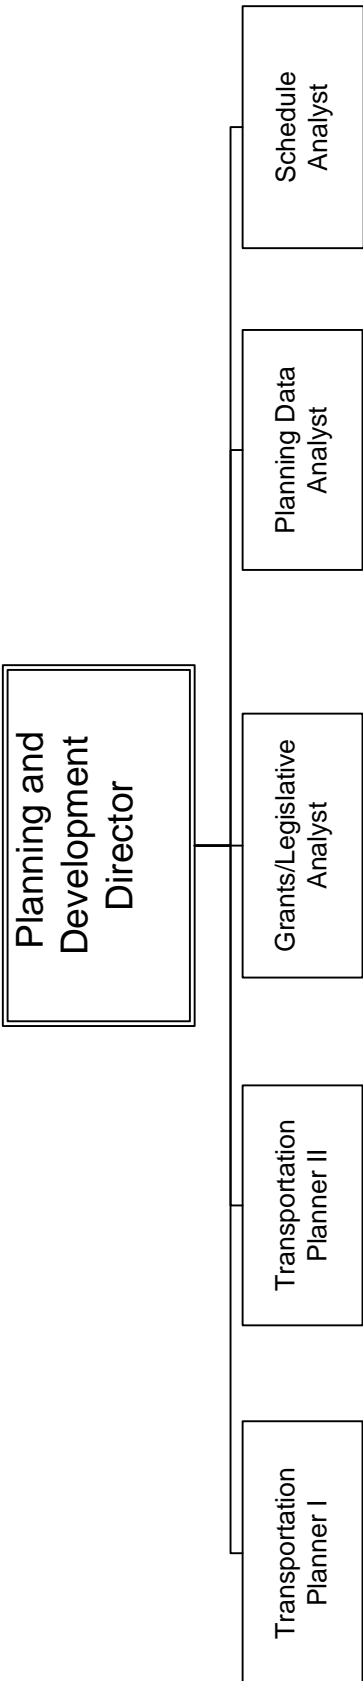 Planning and
Development
Director
Transportation
Planner I
Transportation
Planner II
Grants/Legislative
Analyst
Planning Data
Analyst
Schedule
Analyst